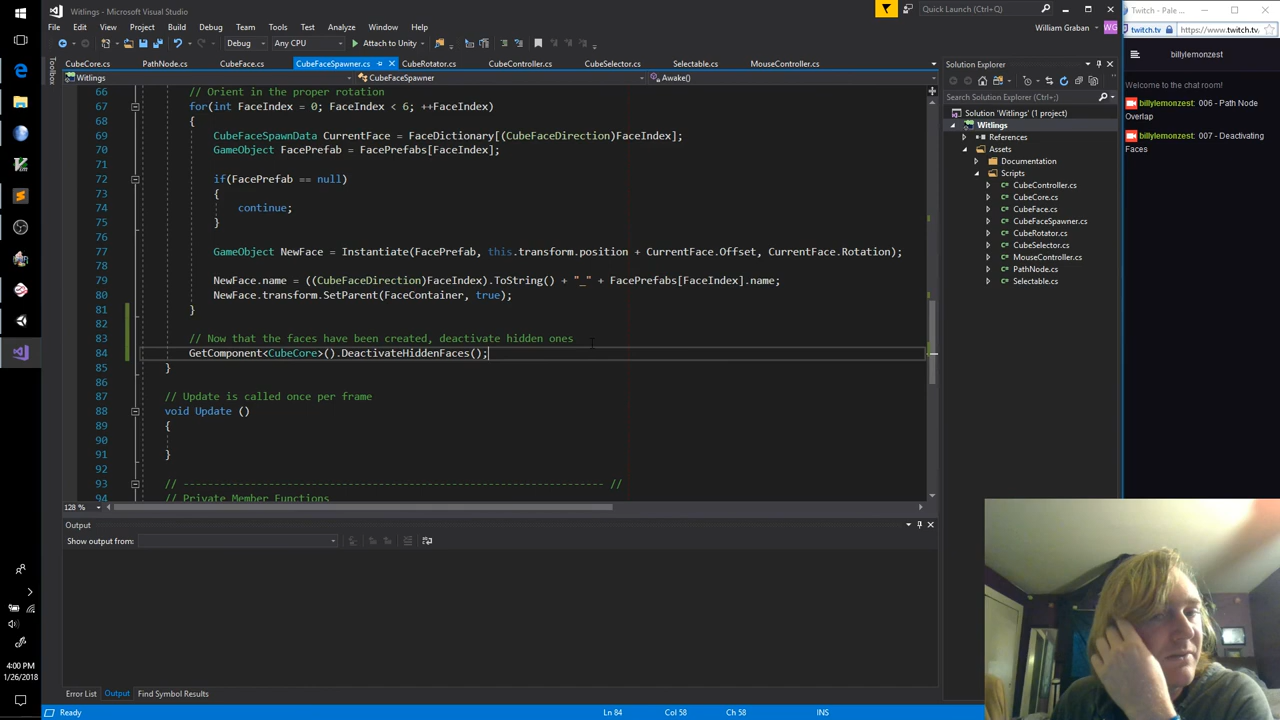 Witlings - Microsoft Visual Studio
Quick Launch (Ctrl+;)
Twitch - Pale
File Edit View Project Build Debug Team Tools Test Analyze Window Help
William Graban WG
twitch.tv https://www.twitch.tv
Debug Any CPU Attach to Unity
billylemonzest
CubeCore.cs PathNode.cs CubeFace.cs CubeFaceSpawner.cs CubeRotator.cs CubeController.cs CubeSelector.cs Selectable.cs MouseController.cs
Toolbox
Witlings CubeFaceSpawner Awake()
66 // Orient in the proper rotation
67 for(int FaceIndex = 0; FaceIndex < 6; ++FaceIndex)
68 {
69 CubeFaceSpawnData CurrentFace = FaceDictionary[(CubeFaceDirection)FaceIndex];
70 GameObject FacePrefab = FacePrefabs[FaceIndex];
71
72 if(FacePrefab == null)
73 {
74 continue;
75 }
76
77 GameObject NewFace = Instantiate(FacePrefab, this.transform.position + CurrentFace.Offset, CurrentFace.Rotation);
78
79 NewFace.name = ((CubeFaceDirection)FaceIndex).ToString() + "_" + FacePrefabs[FaceIndex].name;
80 NewFace.transform.SetParent(FaceContainer, true);
81 }
82
83 // Now that the faces have been created, deactivate hidden ones
84 GetComponent<CubeCore>().DeactivateHiddenFaces();
85 }
86
87 // Update is called once per frame
88 void Update ()
89 {
90
91 }
92
93 // ---------------------------------------------------------------------- //
94 // Private Member Functions
128 %
Solution Explorer
Search Solution Explorer (Ctrl+;)
Solution 'Witlings' (1 project)
Witlings
References
Assets
Documentation
Scripts
CubeController.cs
CubeCore.cs
CubeFace.cs
CubeFaceSpawner.cs
CubeRotator.cs
CubeSelector.cs
MouseController.cs
PathNode.cs
Selectable.cs
Welcome to the chat room!
billylemonzest: 006 - Path Node
Overlap
billylemonzest: 007 - Deactivating
Faces
Output
Show output from:
Error List Output Find Symbol Results
Ready Ln 84 Col 58 Ch 58 INS
4:00 PM
1/26/2018